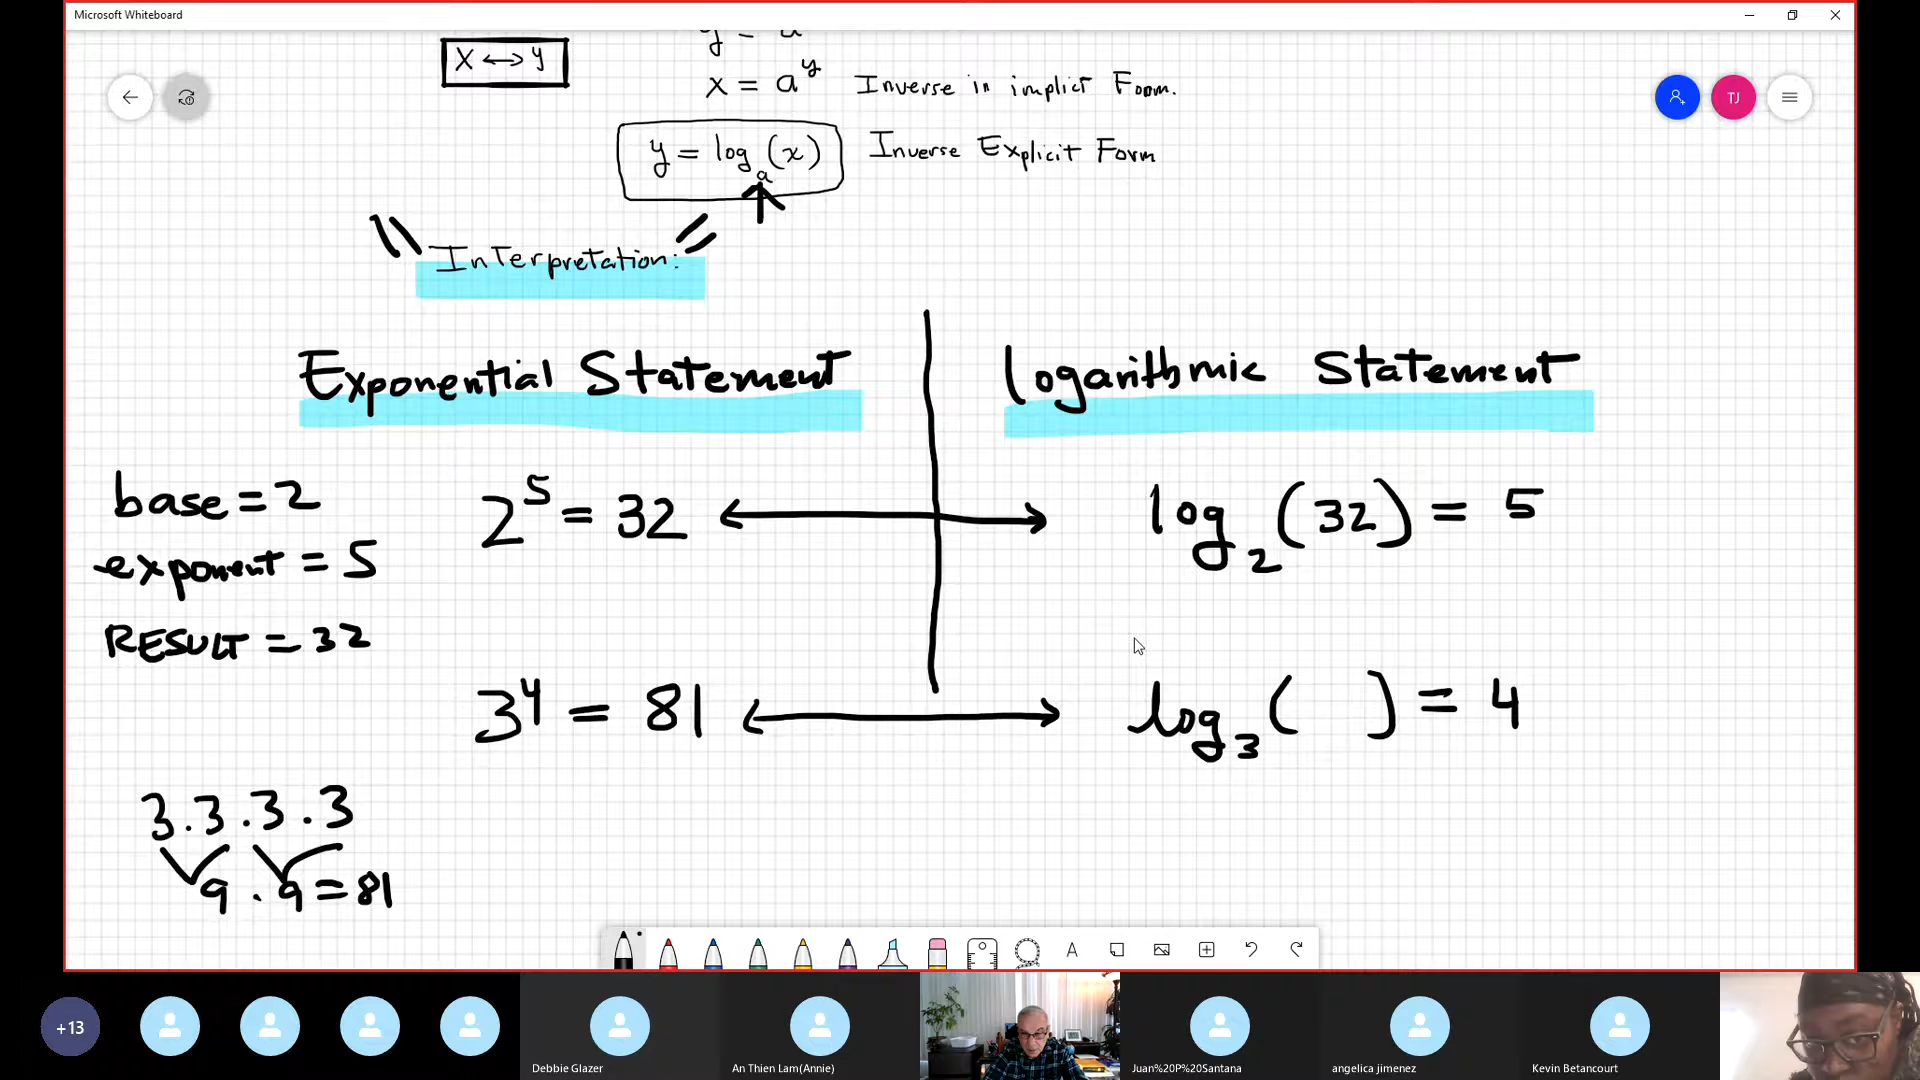 Microsoft Whiteboard
x = a^y Inverse in implict Form.
X ↔ y
TJ
y = log_a (x) Inverse Explicit Form
Interpretation:
Exponential Statement
Logarithmic Statement
base = 2
exponent = 5
RESULT = 32
2^5 = 32 ↔ log_2 (32) = 5
3^4 = 81 ↔ log_3 ( ) = 4
3 . 3 . 3 . 3
9 . 9 = 81
A
+13
Debbie Glazer
An Thien Lam(Annie)
Juan%20P%20Santana
angelica jimenez
Kevin Betancourt